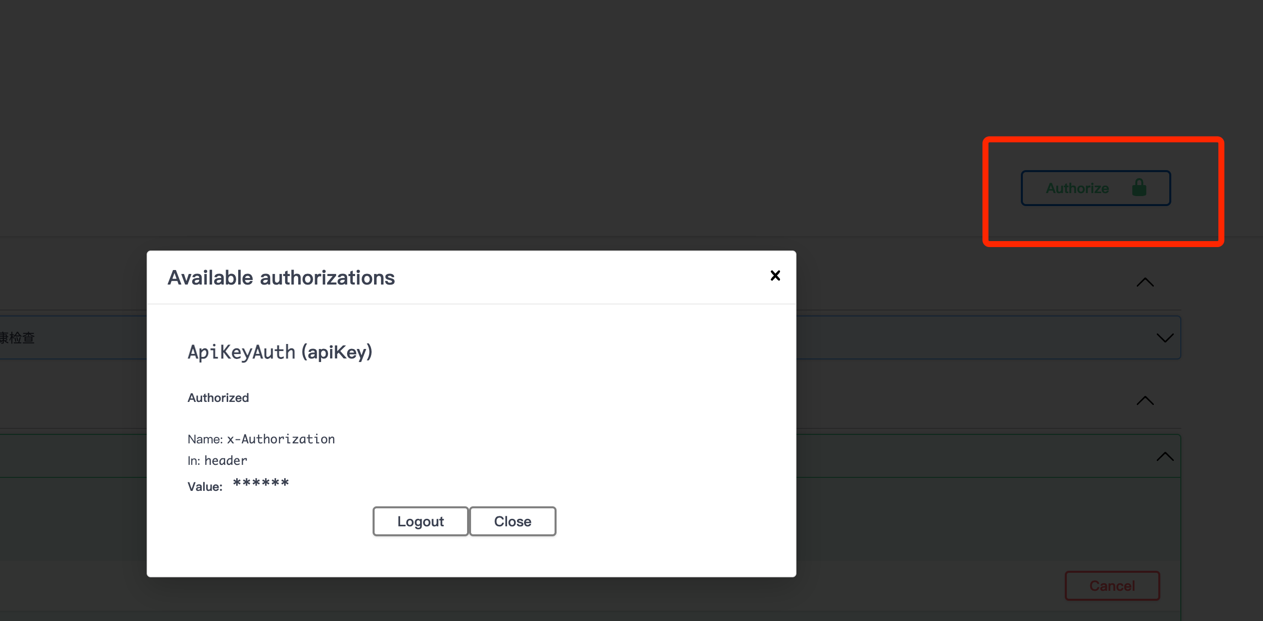 Authorize
Available authorizations
康检查
ApiKeyAuth (apiKey)
Authorized
Name: x-Authorization
In: header
Value: ******
Logout Close
Cancel